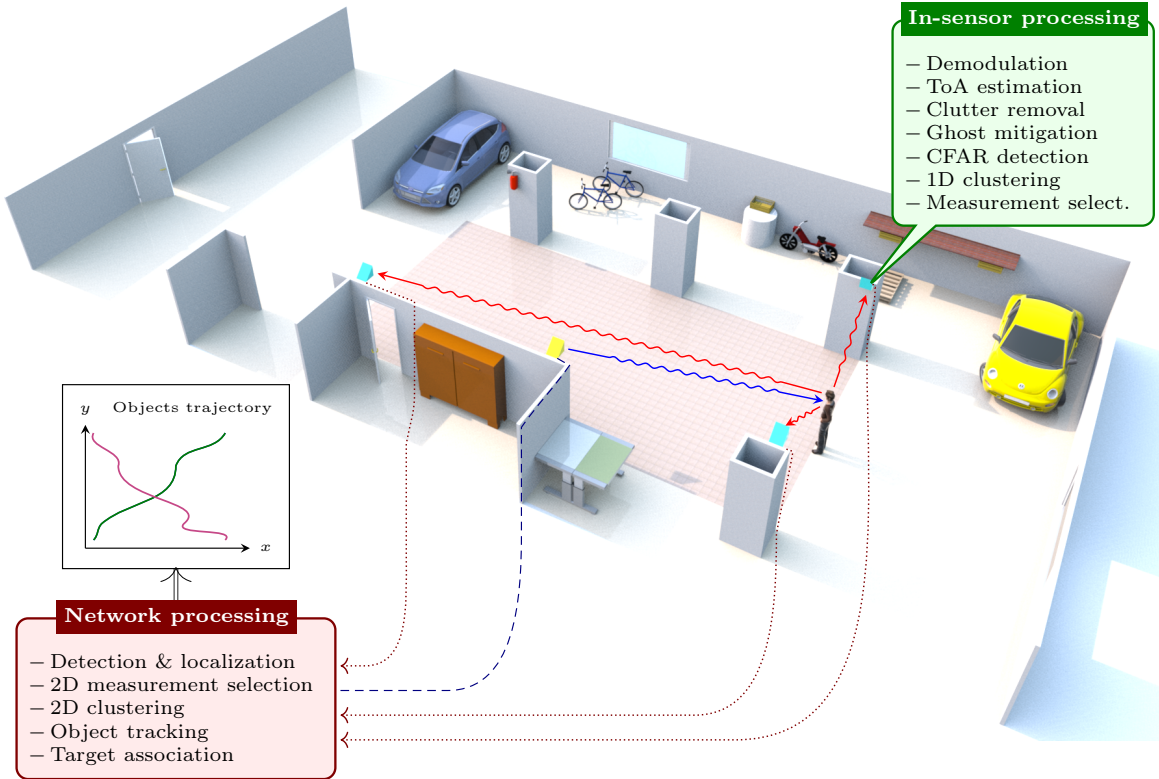 In-sensor processing
– Demodulation
– ToA estimation
– Clutter removal
– Ghost mitigation
– CFAR detection
– 1D clustering
– Measurement select.
y
Objects trajectory
x
Network processing
– Detection & localization
– 2D measurement selection
– 2D clustering
– Object tracking
– Target association